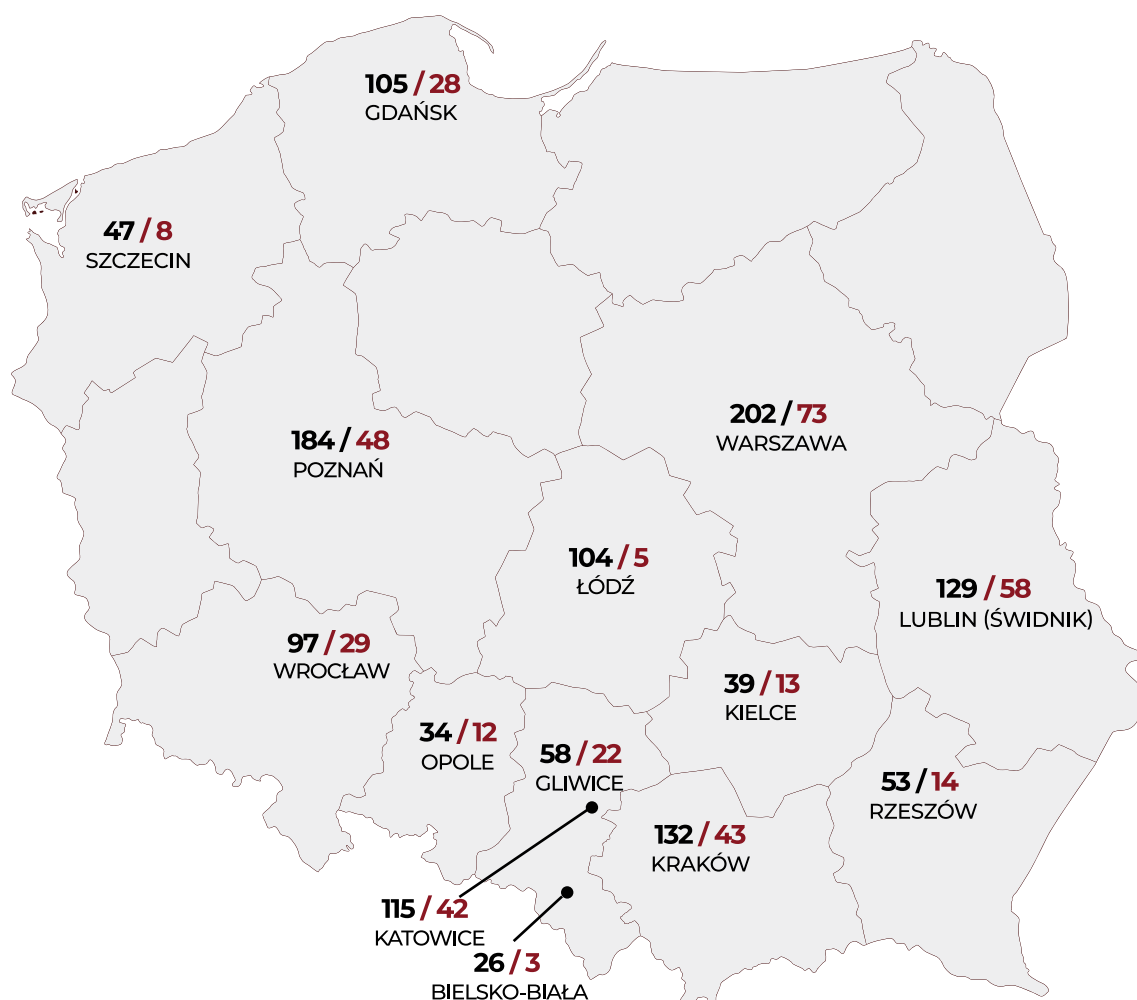 105 / 28
GDAŃSK
47 / 8
SZCZECIN
202 / 73
WARSZAWA
184 / 48
POZNAŃ
104 / 5
ŁÓDŹ
129 / 58
LUBLIN (ŚWIDNIK)
97 / 29
WROCŁAW
39 / 13
KIELCE
34 / 12
OPOLE
58 / 22
GLIWICE
53 / 14
RZESZÓW
132 / 43
KRAKÓW
115 / 42
KATOWICE
26 / 3
BIELSKO-BIAŁA